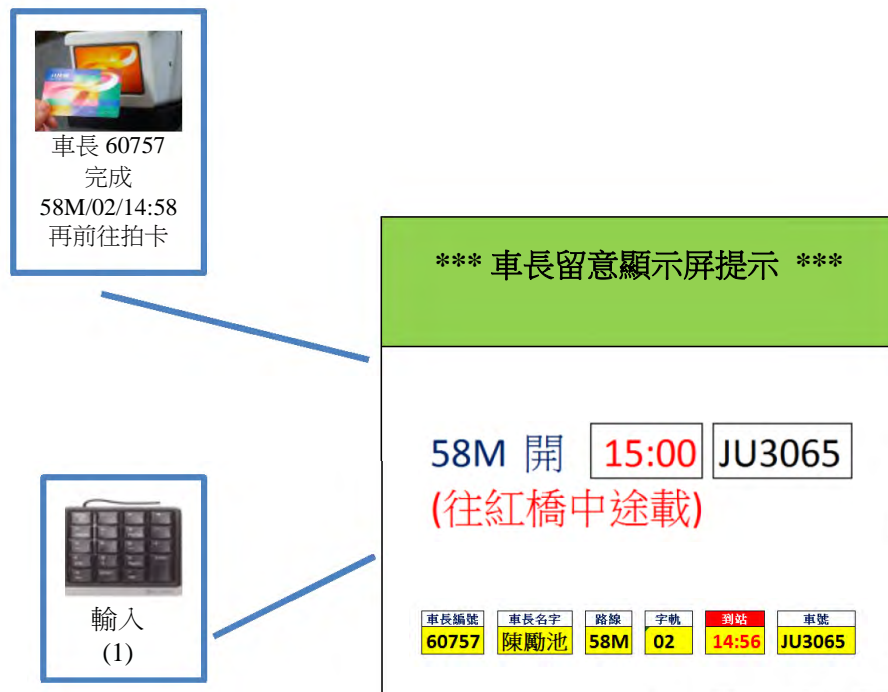 車長 60757
完成
58M/02/14:58
再前往拍卡
*** 車長留意顯示屏提示 ***
58M 開 15:00 JU3065
(往紅橋中途載)
輸入
(1)
車長編號 車長名字 路線 字軌 到站 車號
60757 陳勵池 58M 02 14:56 JU3065